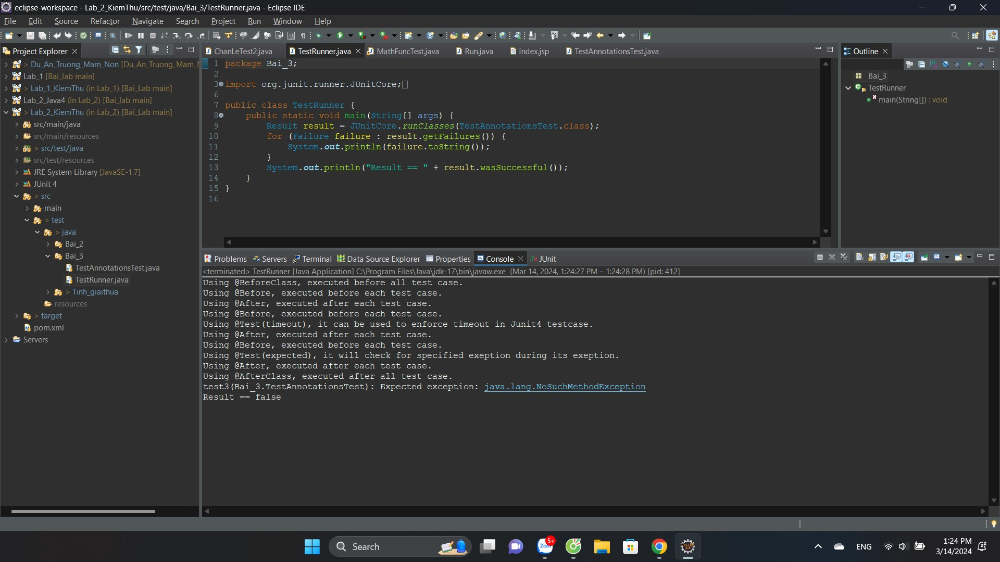 eclipse-workspace - Lab_2_KiemThu/src/test/java/Bai_3/TestRunner.java - Eclipse IDE
File Edit Source Refactor Navigate Search Project Run Window Help
Project Explorer
> Du_An_Truong_Mam_Non [Du_An_Truong_Mam_
Lab_1 [Bai_lab main]
> Lab_1_KiemThu (in Lab_1) [Bai_Lab main]
Lab_2_Java4 (in Lab_2) [Bai_lab main]
> Lab_2_KiemThu (in Lab_2) [Bai_Lab main]
src/main/java
src/main/resources
> src/test/java
src/test/resources
JRE System Library [JavaSE-1.7]
JUnit 4
> src
main
> test
> java
Bai_2
Bai_3
TestAnnotationsTest.java
TestRunner.java
> Tinh_giaithua
resources
> target
pom.xml
Servers
ChanLeTest2.java TestRunner.java MathFuncTest.java Run.java index.jsp TestAnnotationsTest.java
1 package Bai_3;
2
3 import org.junit.runner.JUnitCore;
6
7 public class TestRunner {
8 public static void main(String[] args) {
9 Result result = JUnitCore.runClasses(TestAnnotationsTest.class);
10 for (Failure failure : result.getFailures()) {
11 System.out.println(failure.toString());
12 }
13 System.out.println("Result == " + result.wasSuccessful());
14 }
15 }
16
Outline
Bai_3
TestRunner
main(String[]) : void
Problems Servers Terminal Data Source Explorer Properties Console JUnit
<terminated> TestRunner [Java Application] C:\Program Files\Java\jdk-17\bin\javaw.exe (Mar 14, 2024, 1:24:27 PM – 1:24:28 PM) [pid: 412]
Using @BeforeClass, executed before all test case.
Using @Before, executed before each test case.
Using @After, executed after each test case.
Using @Before, executed before each test case.
Using @Test(timeout), it can be used to enforce timeout in Junit4 testcase.
Using @After, executed after each test case.
Using @Before, executed before each test case.
Using @Test(expected), it will check for specified exeption during its exeption.
Using @After, executed after each test case.
Using @AfterClass, executed after all test case.
test3(Bai_3.TestAnnotationsTest): Expected exception: java.lang.NoSuchMethodException
Result == false
Search
Zalo
5+
ENG
1:24 PM
3/14/2024